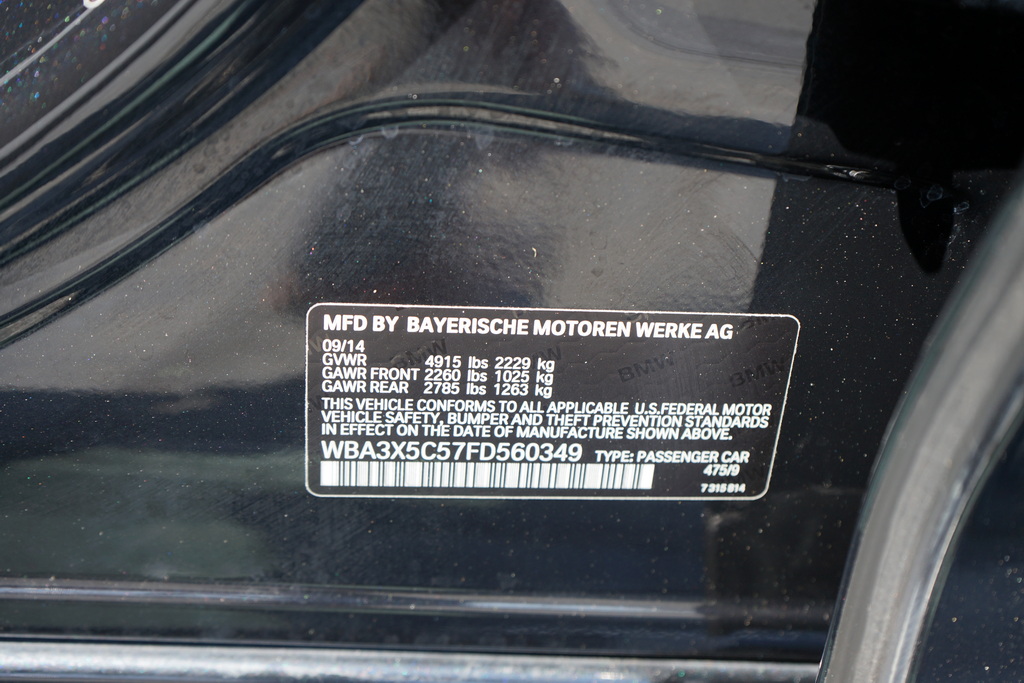 MFD BY BAYERISCHE MOTOREN WERKE AG
09/14
GVWR 4915 lbs 2229 kg
GAWR FRONT 2260 lbs 1025 kg
GAWR REAR 2785 lbs 1263 kg
THIS VEHICLE CONFORMS TO ALL APPLICABLE U.S.FEDERAL MOTOR
VEHICLE SAFETY, BUMPER AND THEFT PREVENTION STANDARDS
IN EFFECT ON THE DATE OF MANUFACTURE SHOWN ABOVE.
WBA3X5C57FD560349 TYPE: PASSENGER CAR
475/9
7 315 814
BMW BMW BMW